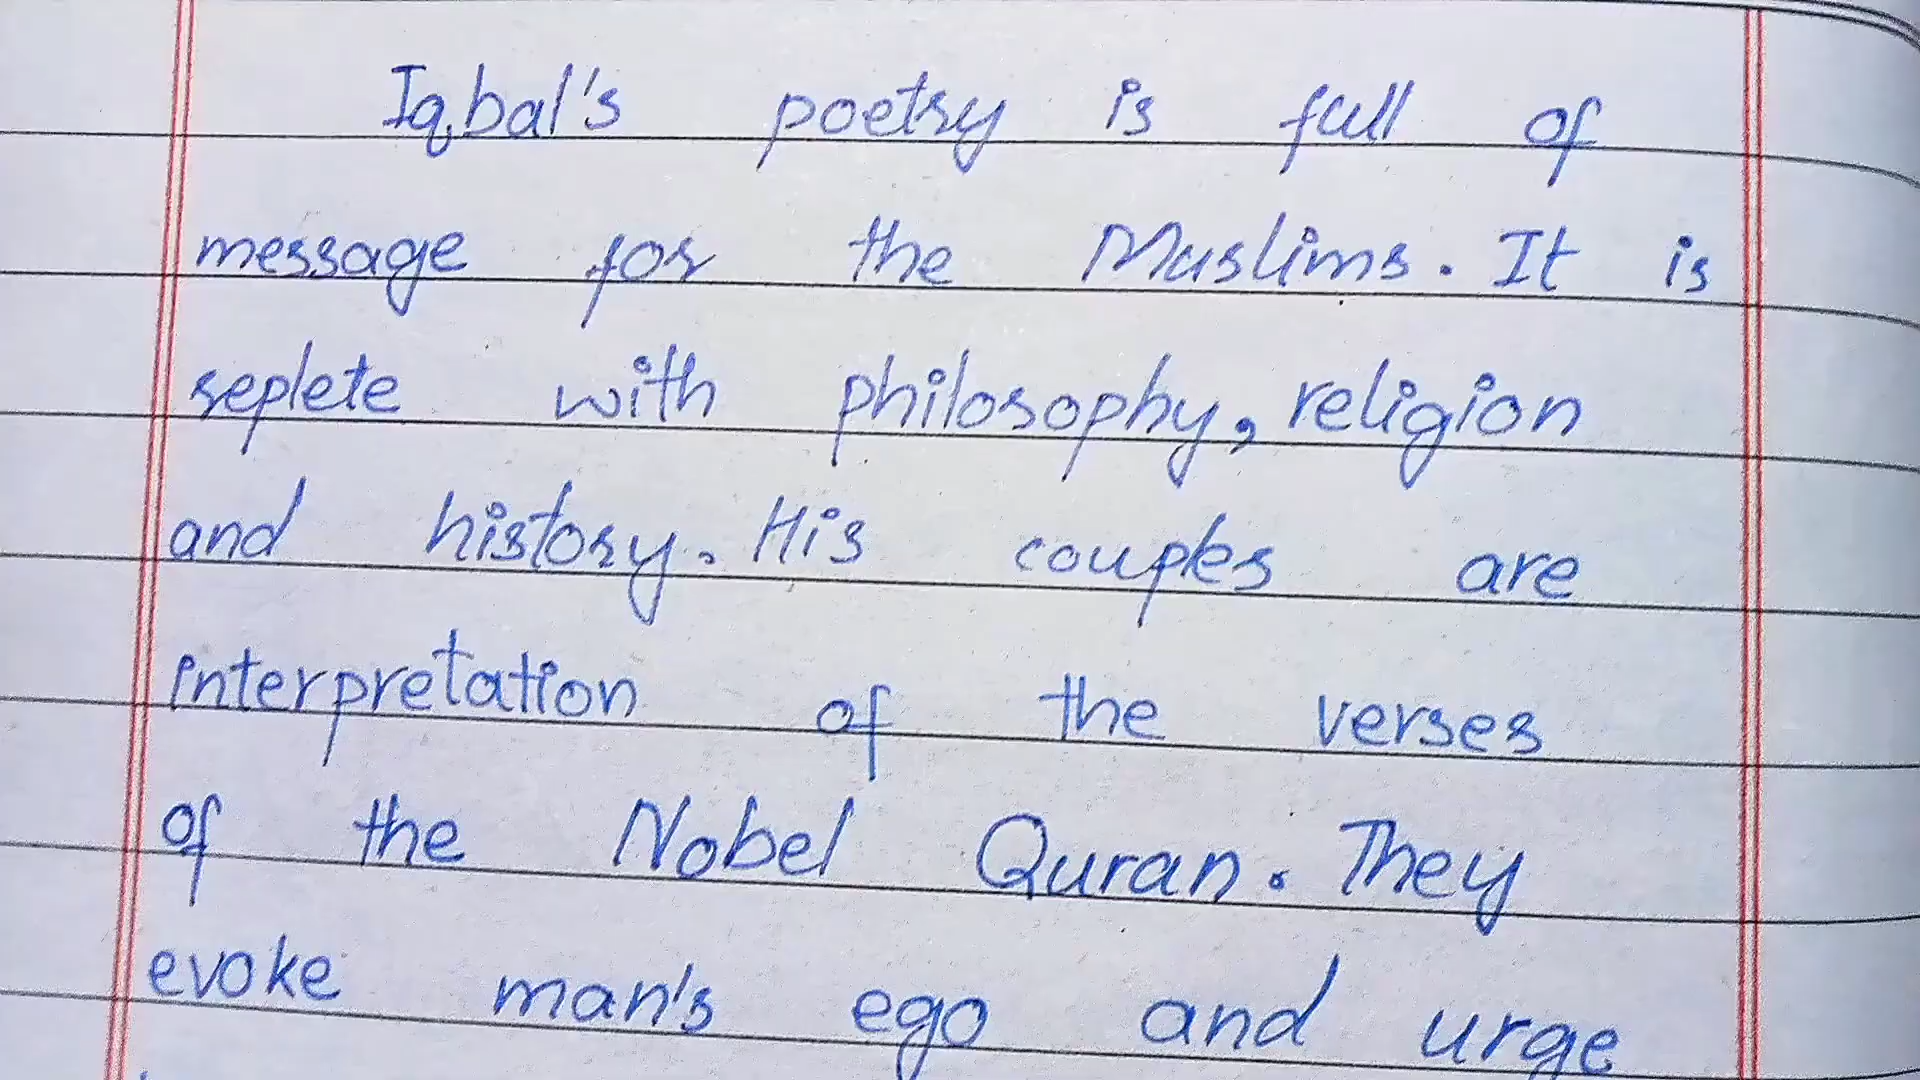 Iqbal's poetry is full of
message for the Muslims. It is
replete with philosophy, religion
and history. His couples are
interpretation of the verses
of the Nobel Quran. They
evoke man's ego and urge